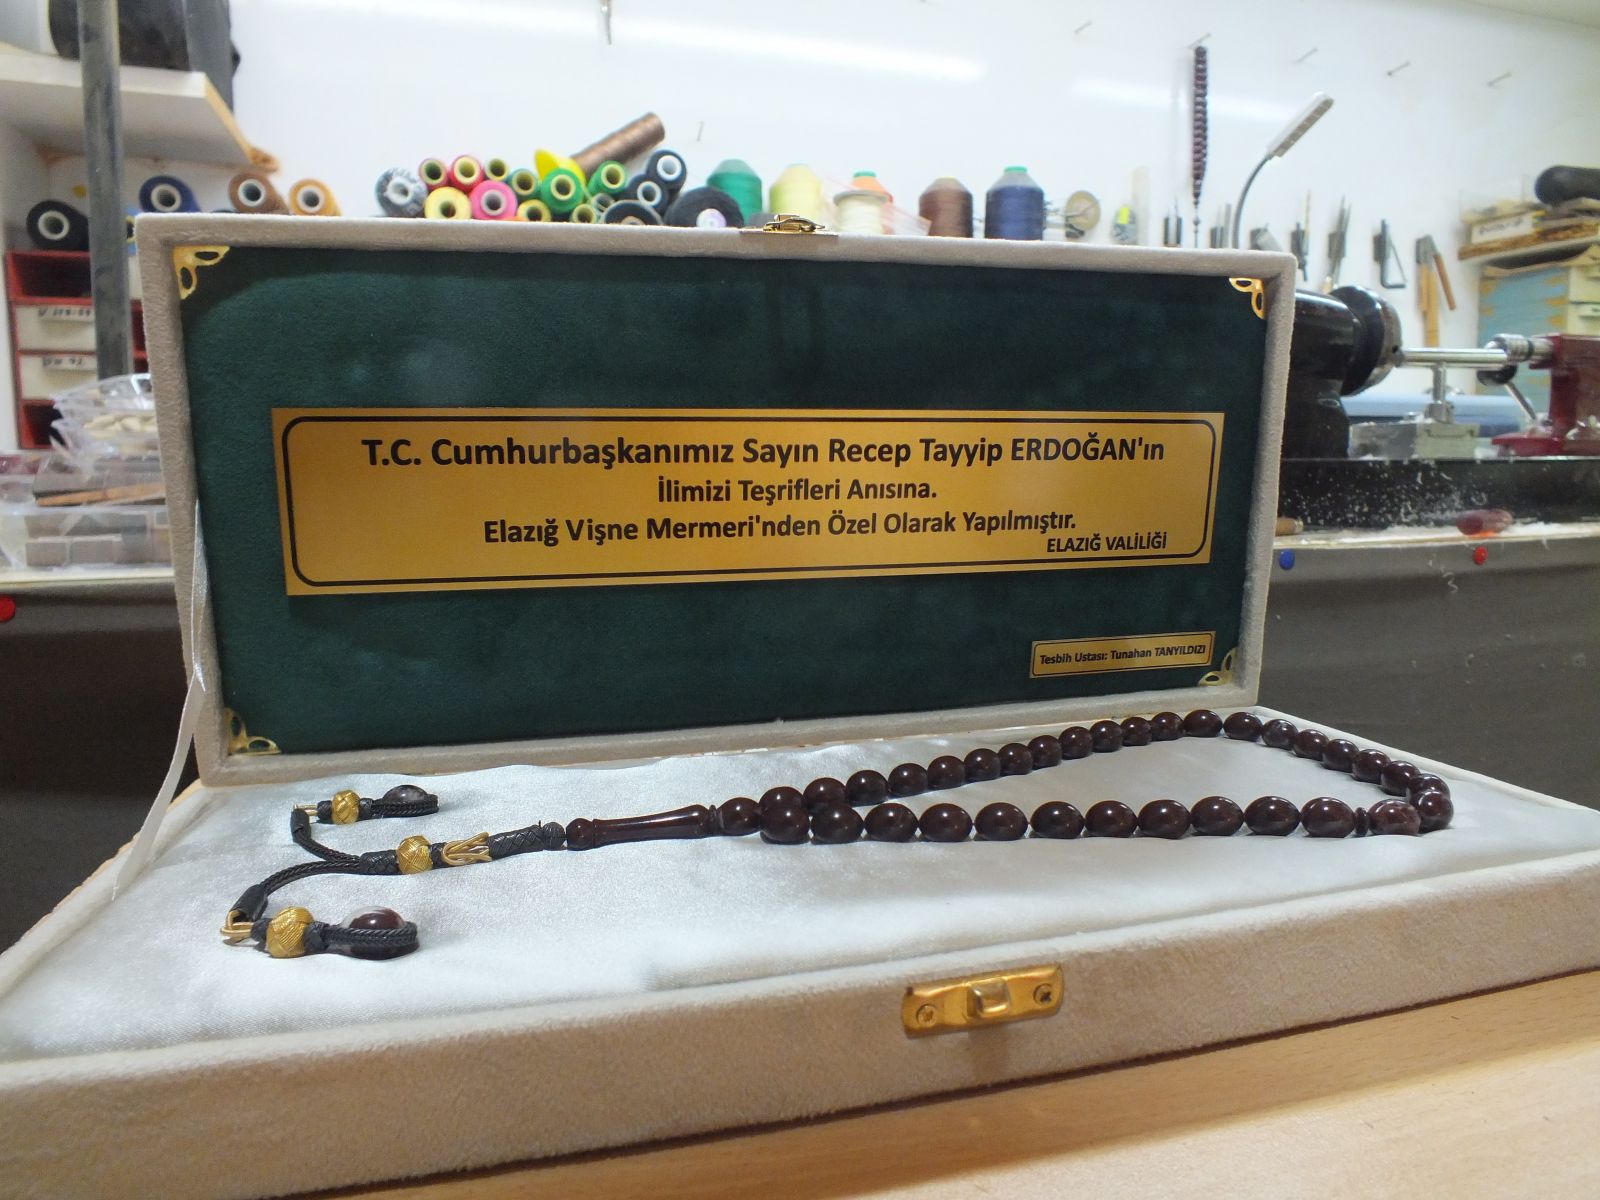 T.C. Cumhurbaşkanımız Sayın Recep Tayyip ERDOĞAN'ın
İlimizi Teşrifleri Anısına.
Elazığ Vişne Mermeri'nden Özel Olarak Yapılmıştır.
ELAZIĞ VALİLİĞİ
Tesbih Ustası: Tunahan TANYILDIZI